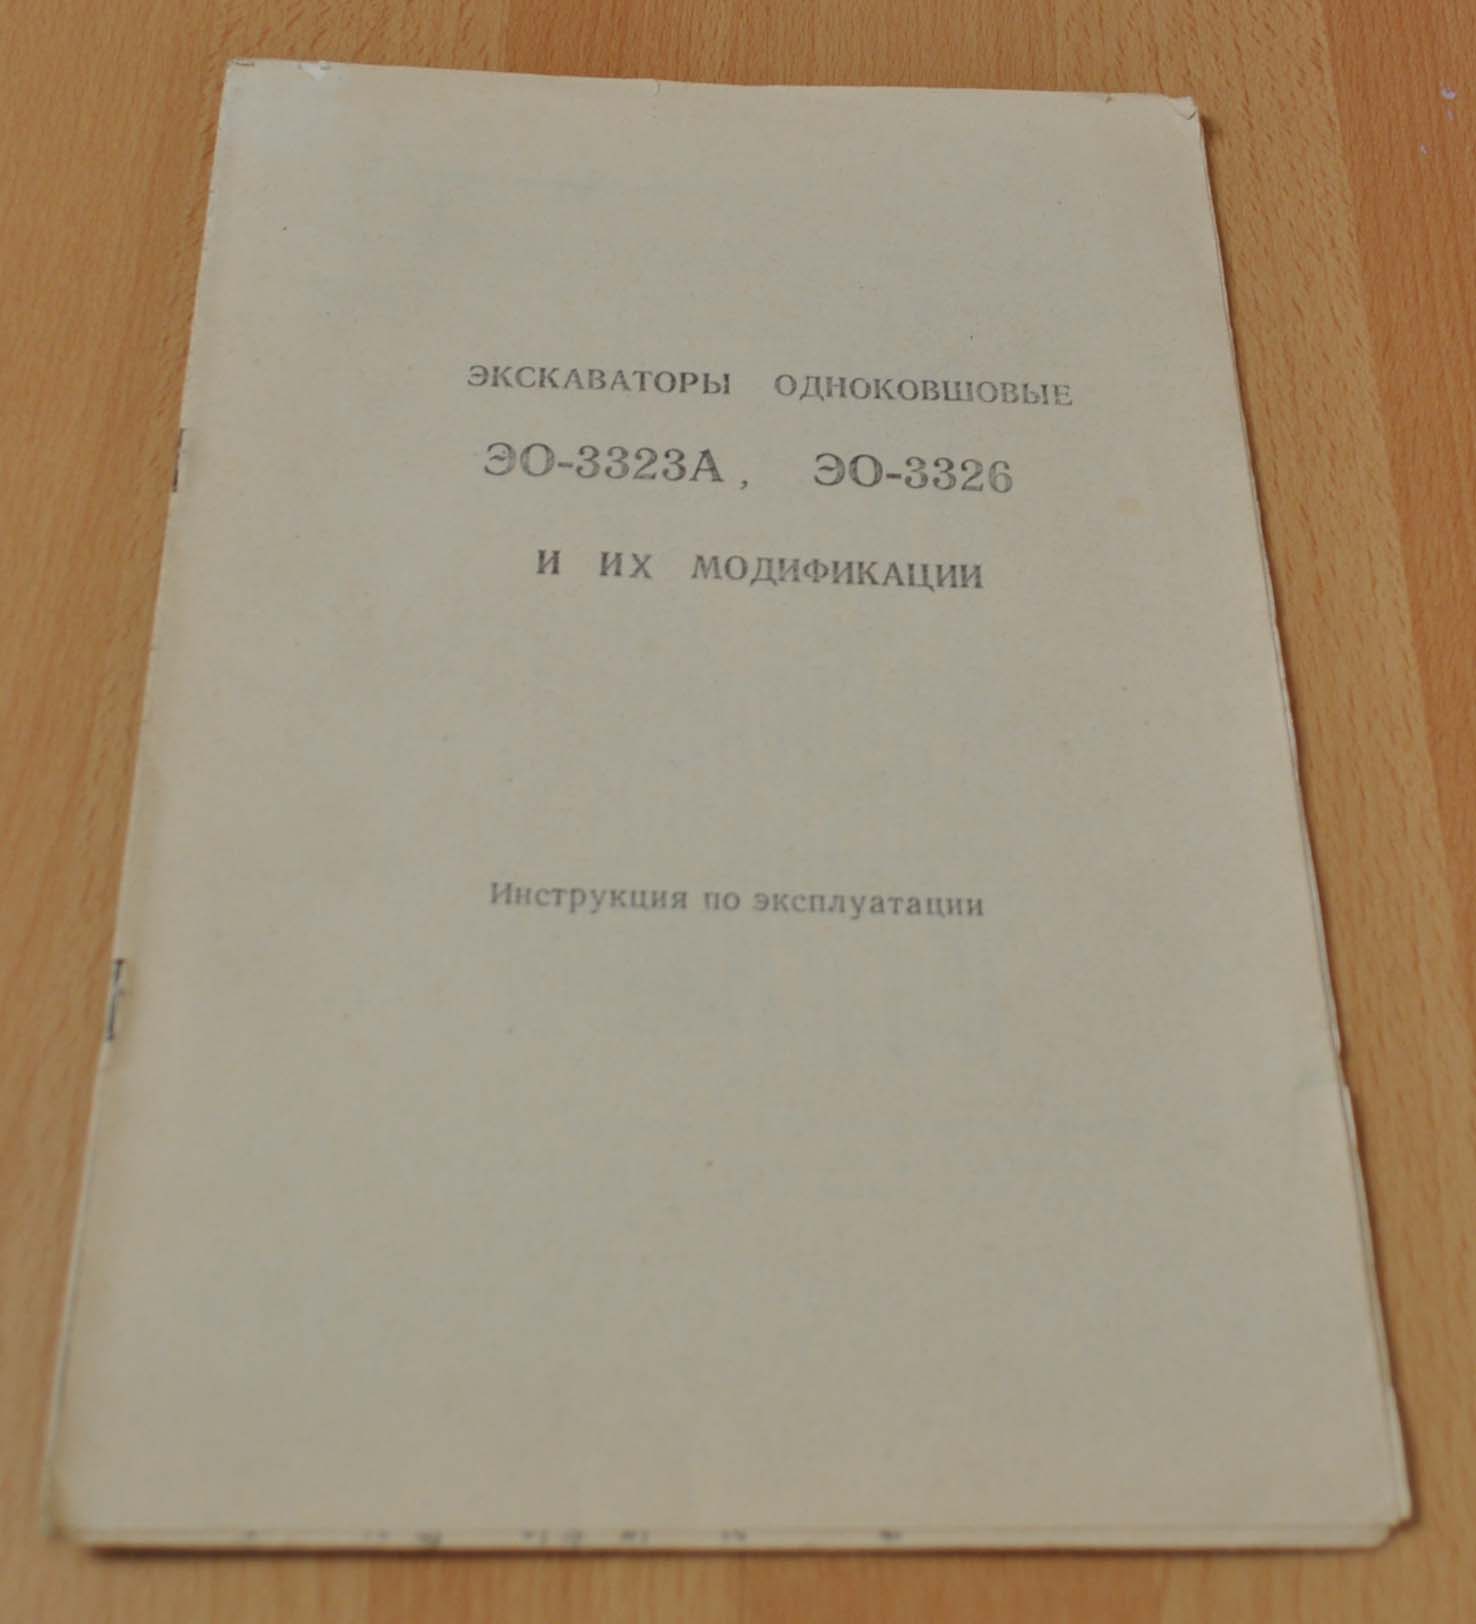 ЭКСКАВАТОРЫ ОДНОКОВШОВЫЕ
ЭО-3323А, ЭО-3326
И ИХ МОДИФИКАЦИИ
Инструкция по эксплуатации